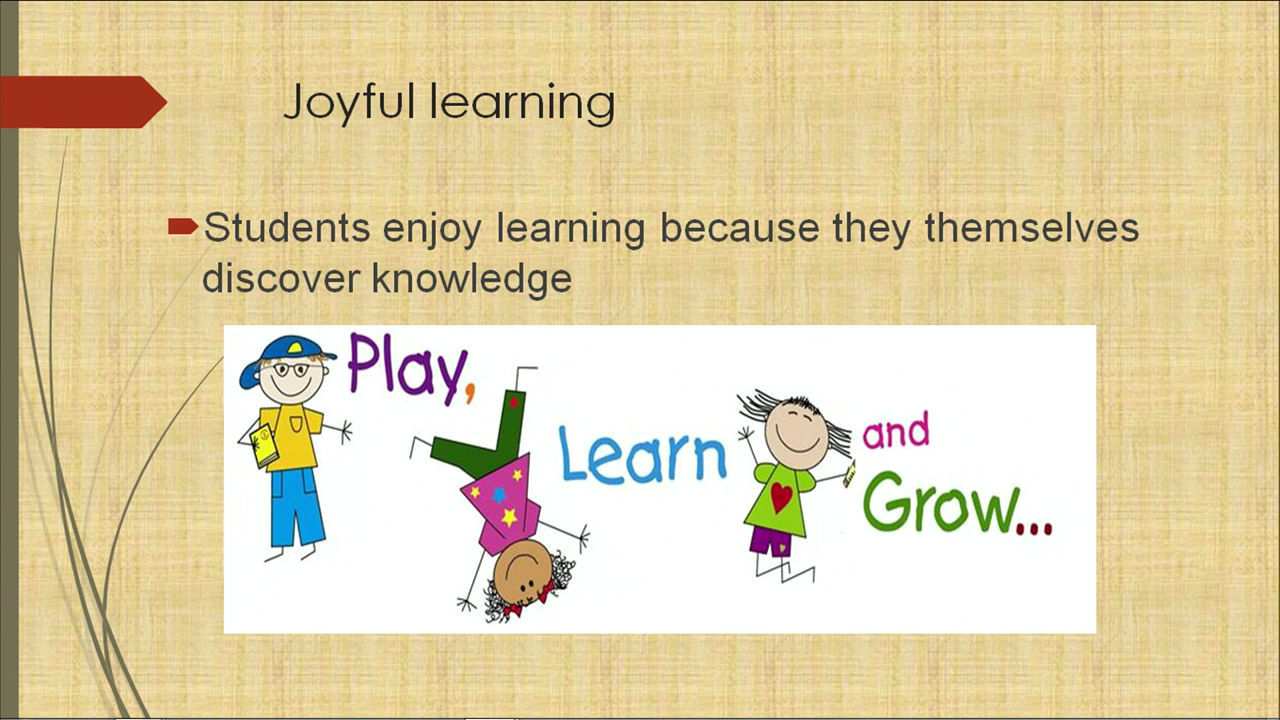 Joyful learning
Students enjoy learning because they themselves
discover knowledge
Play,
Learn
and
Grow...